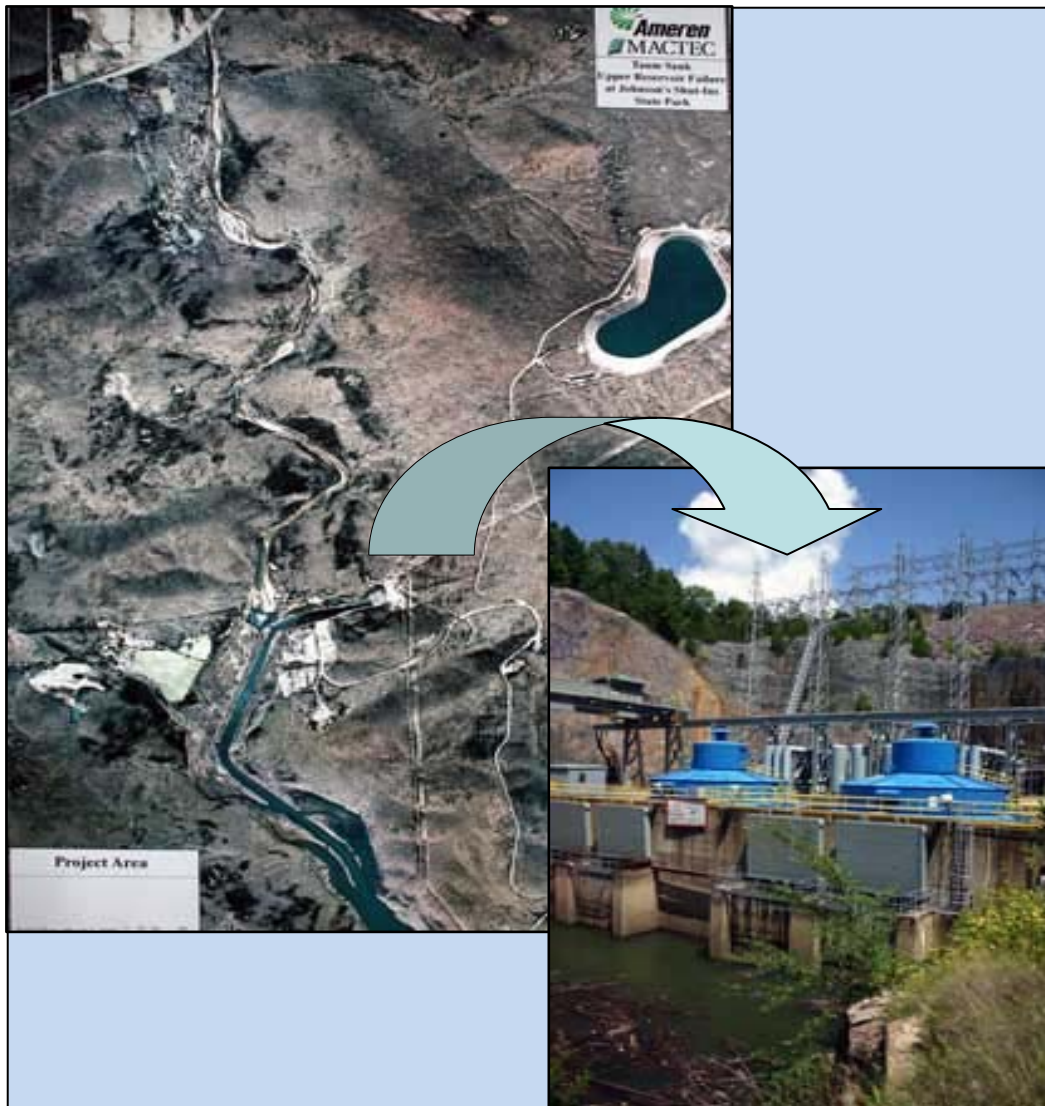 Ameren
MACTEC
Taum Sauk
Upper Reservoir Failure
at Johnson's Shut-Ins
State Park
Project Area